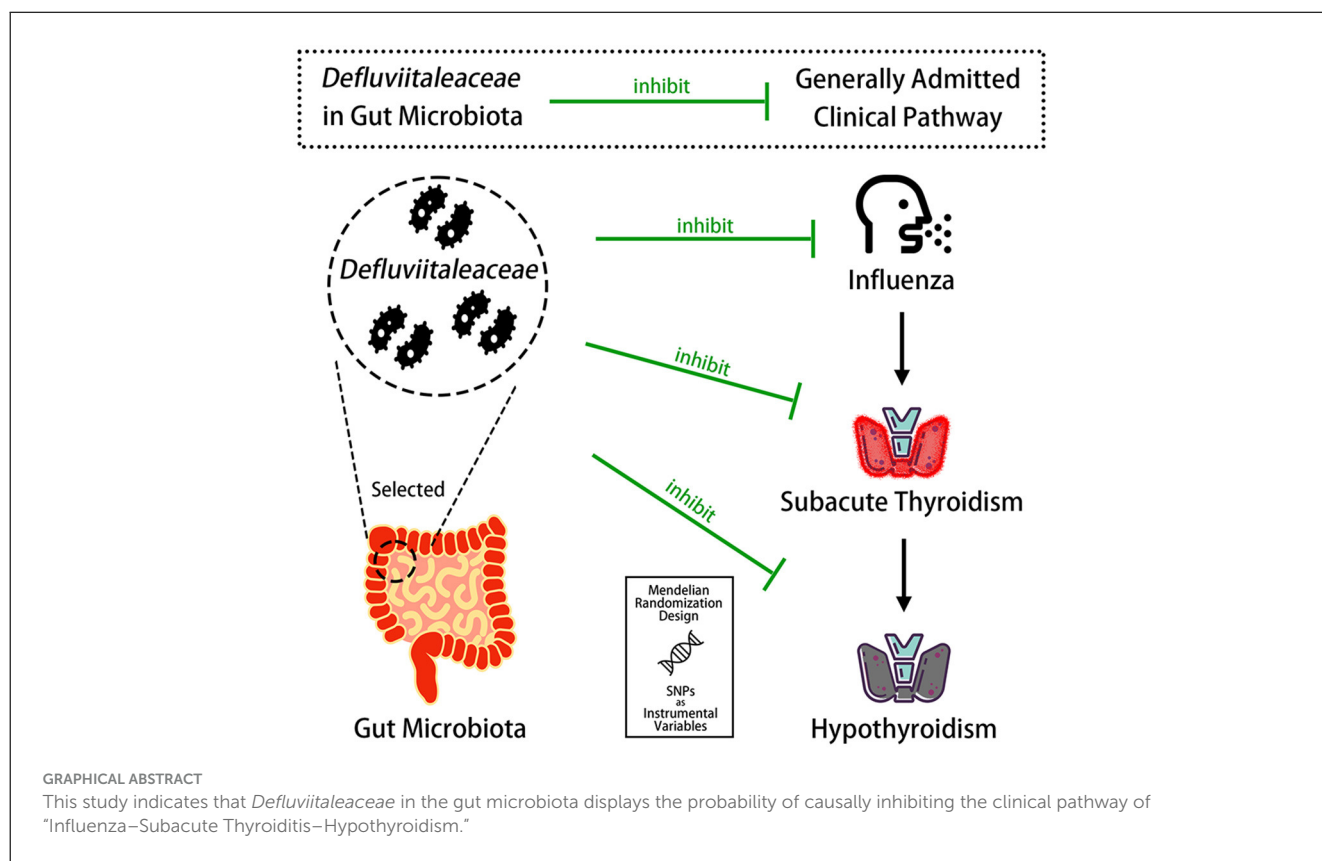 Defluviitaleaceae
in Gut Microbiota
inhibit
Generally Admitted
Clinical Pathway
Defluviitaleaceae
inhibit
Influenza
inhibit
Subacute Thyroidism
inhibit
Selected
Gut Microbiota
Mendelian
Randomization
Design
SNPs
as
Instrumental
Variables
Hypothyroidism
GRAPHICAL ABSTRACT
This study indicates that Defluviitaleaceae in the gut microbiota displays the probability of causally inhibiting the clinical pathway of
“Influenza–Subacute Thyroiditis–Hypothyroidism.”